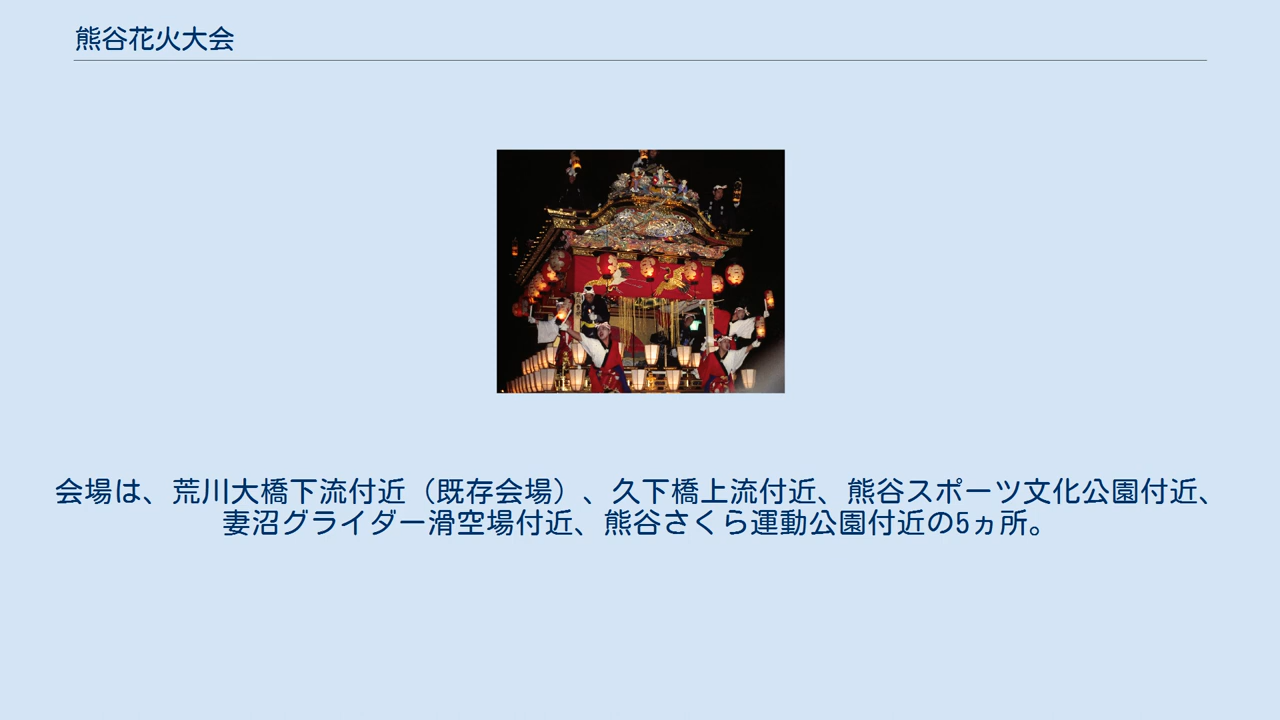 熊谷花火大会
会場は、荒川大橋下流付近（既存会場）、久下橋上流付近、熊谷スポーツ文化公園付近、
妻沼グライダー滑空場付近、熊谷さくら運動公園付近の5ヵ所。